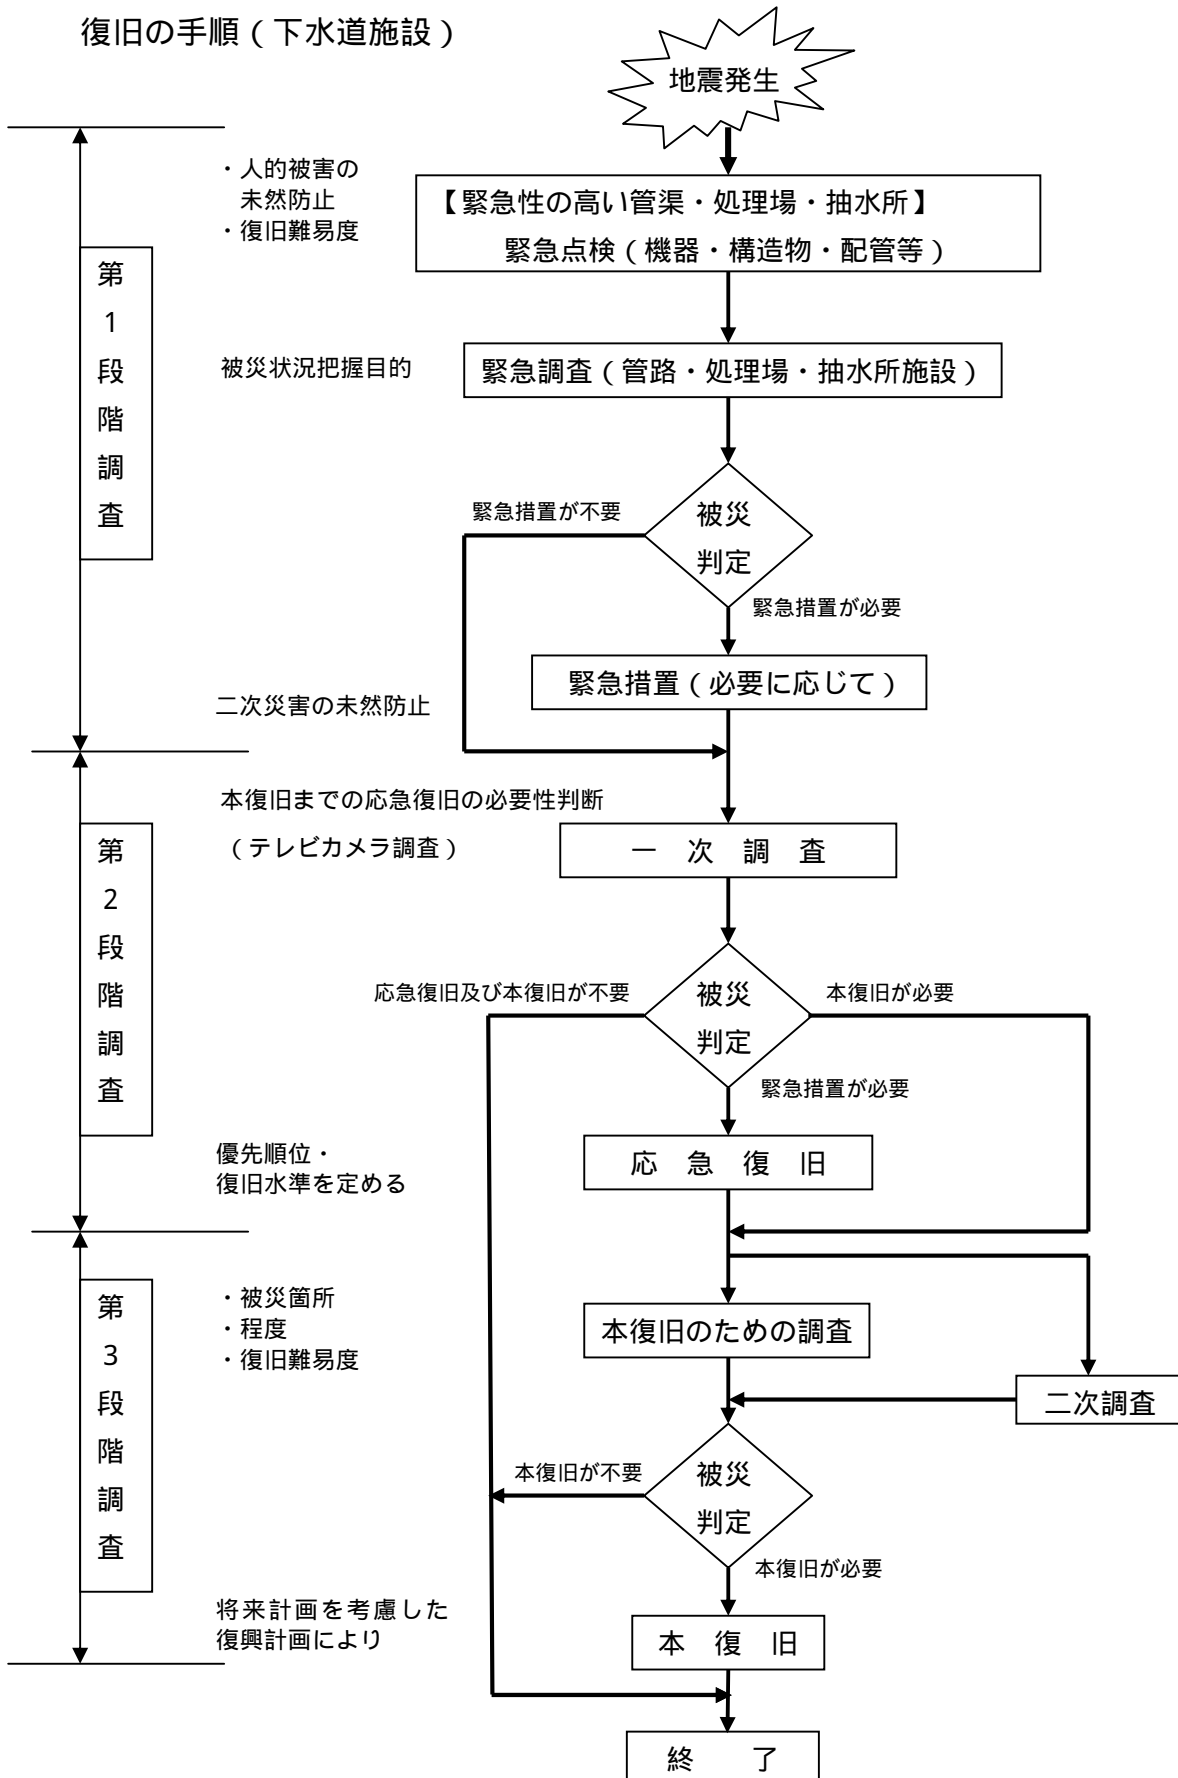 復旧の手順（下水道施設）
地震発生
・人的被害の
未然防止
・復旧難易度
【緊急性の高い管渠・処理場・抽水所】
緊急点検（機器・構造物・配管等）
第1段階調査
被災状況把握目的
緊急調査（管路・処理場・抽水所施設）
被災
判定
緊急措置が不要
緊急措置が必要
緊急措置（必要に応じて）
二次災害の未然防止
本復旧までの応急復旧の必要性判断
（テレビカメラ調査）
第2段階調査
一次調査
応急復旧及び本復旧が不要
被災
判定
本復旧が必要
緊急措置が必要
応急復旧
優先順位・
復旧水準を定める
第3段階調査
・被災箇所
・程度
・復旧難易度
本復旧のための調査
二次調査
本復旧が不要
被災
判定
本復旧が必要
将来計画を考慮した
復興計画により
本復旧
終了